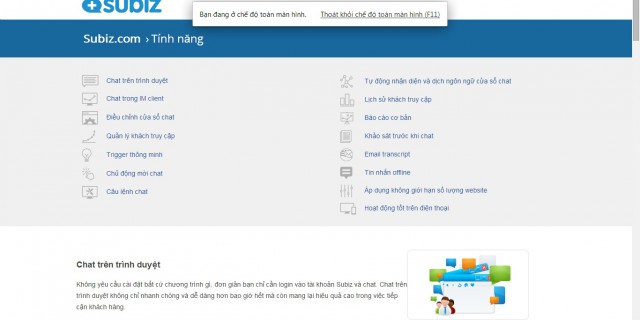 SUBIZ
Bạn đang ở chế độ toàn màn hình. Thoát khỏi chế độ toàn màn hình (F11)
Subiz.com › Tính năng
Chat trên trình duyệt
Chat trong IM client
Điều chỉnh cửa sổ chat
Quản lý khách truy cập
Trigger thông minh
Chủ động mời chat
Câu lệnh chat
Tự động nhận diện và dịch ngôn ngữ cửa sổ chat
Lịch sử khách truy cập
Báo cáo cơ bản
Khảo sát trước khi chat
Email transcript
Tin nhắn offline
Áp dụng không giới hạn số lượng website
Hoạt động tốt trên điện thoại
Chat trên trình duyệt
Không yêu cầu cài đặt bất cứ chương trình gì, đơn giản bạn chỉ cần login vào tài khoản Subiz và chat. Chat trên
trình duyệt không chỉ nhanh chóng và dễ dàng hơn bao giờ hết mà còn mang lại hiệu quả cao trong việc tiếp
cận khách hàng.